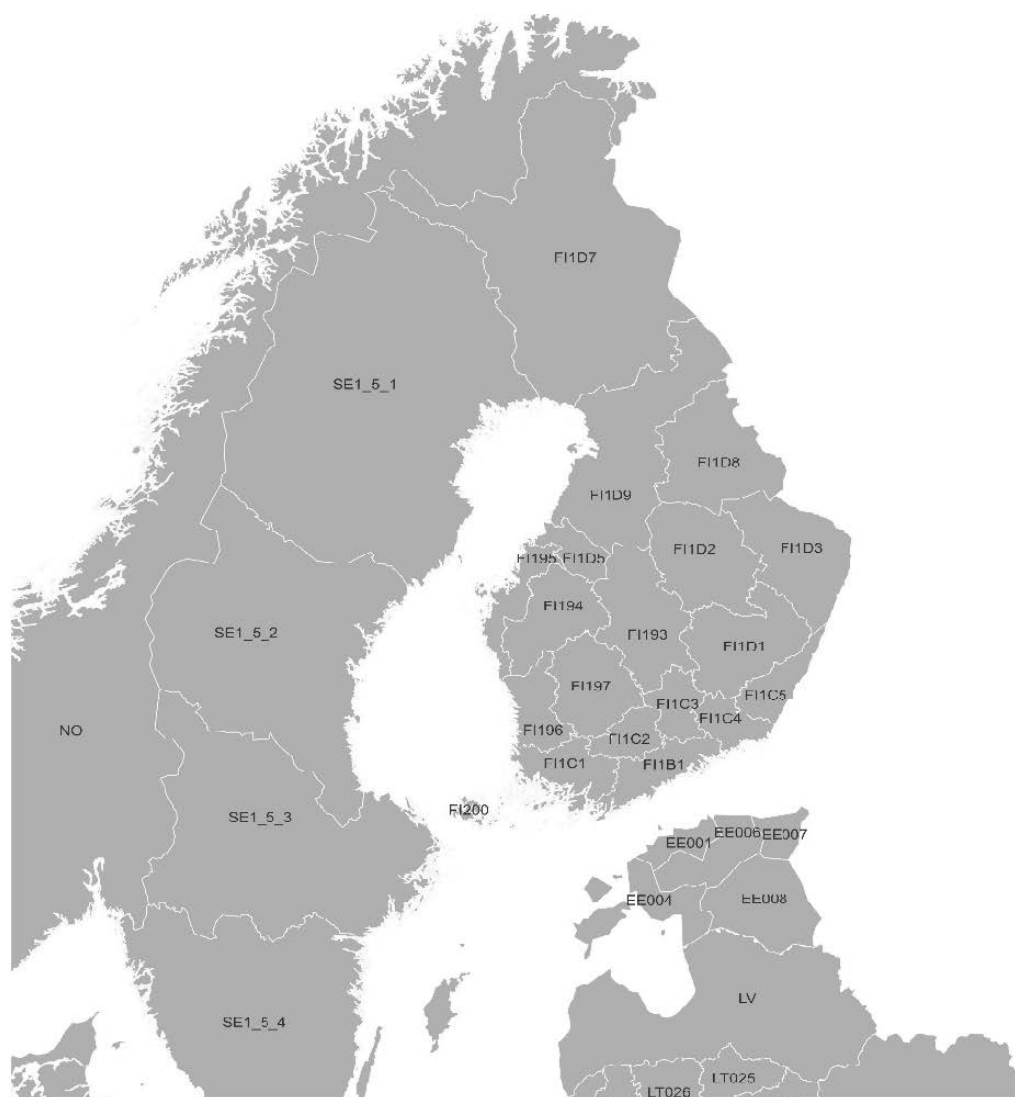 FI1D7
SE1_5_1
FI1D8
FI1D9
FI1D2
FI1D3
FI195
FI1D5
FI194
SE1_5_2
FI193
FI1D1
FI197
FI1C5
FI1C3
FI1C4
NO
FI196
FI1C2
FI1C1
FI1B1
FI200
SE1_5_3
EE006
EE007
EE001
EE004
EE008
LV
SE1_5_4
LT025
LT026